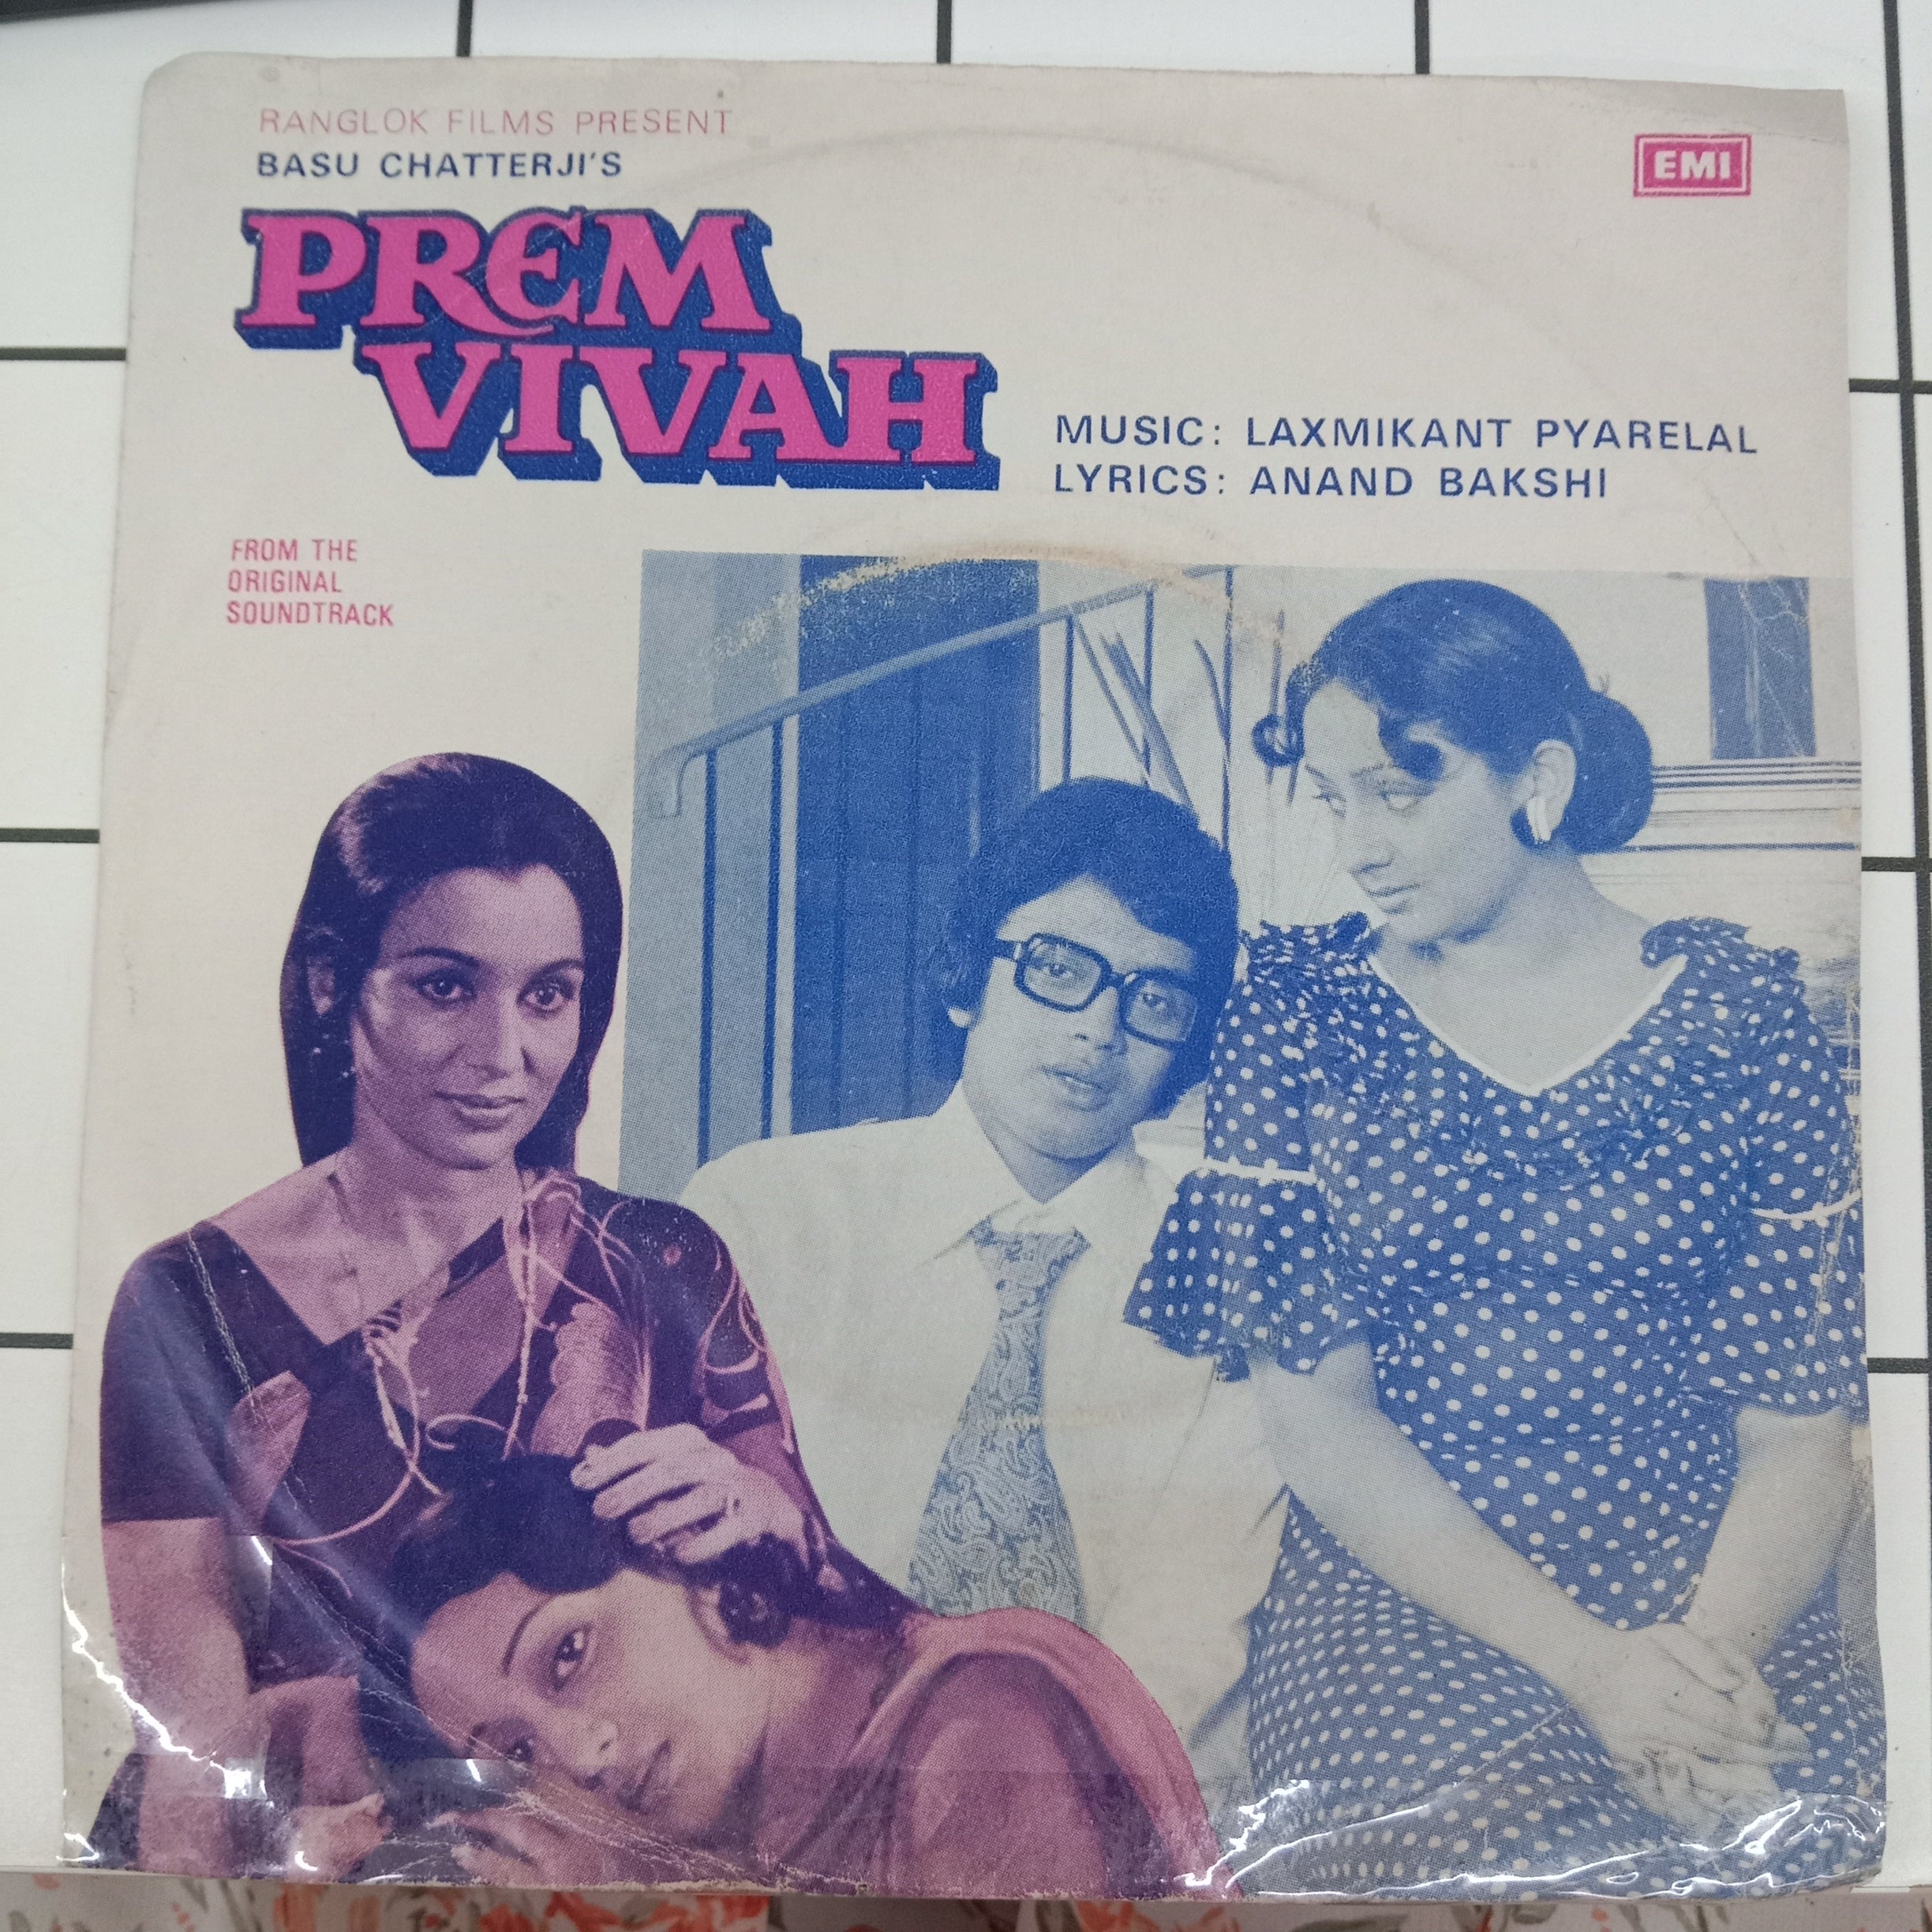 RANGLOK FILMS PRESENT
BASU CHATTERJI'S
PREM
VIVAH
EMI
MUSIC: LAXMIKANT PYARELAL
LYRICS: ANAND BAKSHI
FROM THE
ORIGINAL
SOUNDTRACK